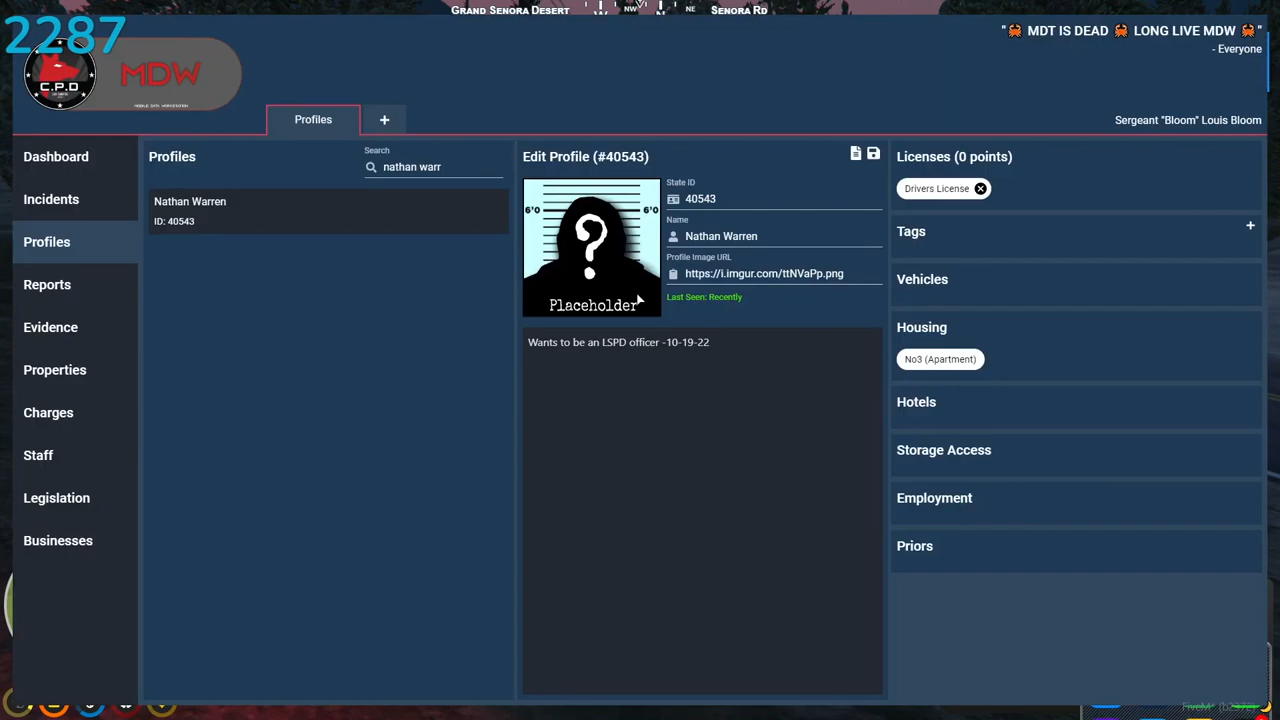 GRAND SENORA DESERT
NW
N
NE
SENORA RD
2287
C.P.D
MDW
MOBILE DATA WORKSTATION
" 🦀 MDT IS DEAD 🦀 LONG LIVE MDW 🦀 "
- Everyone
Profiles
+
Sergeant "Bloom" Louis Bloom
Dashboard
Incidents
Profiles
Reports
Evidence
Properties
Charges
Staff
Legislation
Businesses
Profiles
Search
nathan warr
Nathan Warren
ID: 40543
Edit Profile (#40543)
6'0
6'0
?
Placeholder
State ID
40543
Name
Nathan Warren
Profile Image URL
https://i.imgur.com/ttNVaPp.png
Last Seen: Recently
Wants to be an LSPD officer -10-19-22
Licenses (0 points)
Drivers License
Tags
+
Vehicles
Housing
No3 (Apartment)
Hotels
Storage Access
Employment
Priors